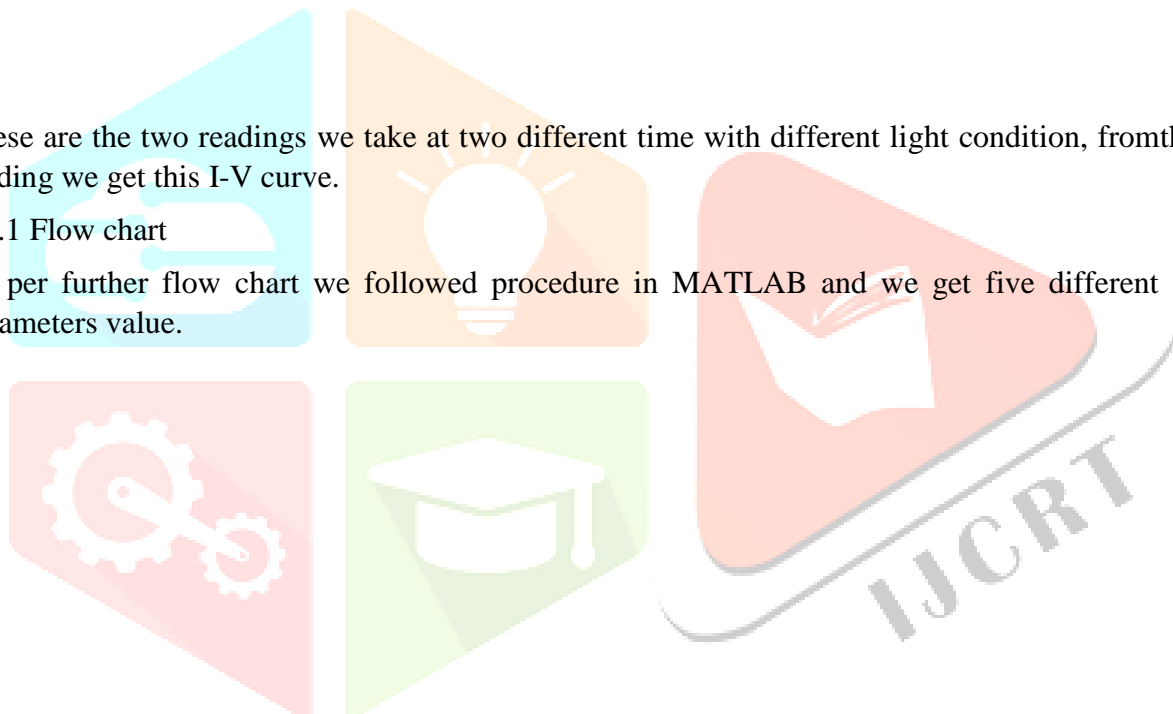 ese are the two readings we take at two different time with different light condition, fromth
ding we get this I-V curve.
.1 Flow chart
per further flow chart we followed procedure in MATLAB and we get five different
ameters value.
IJCRT